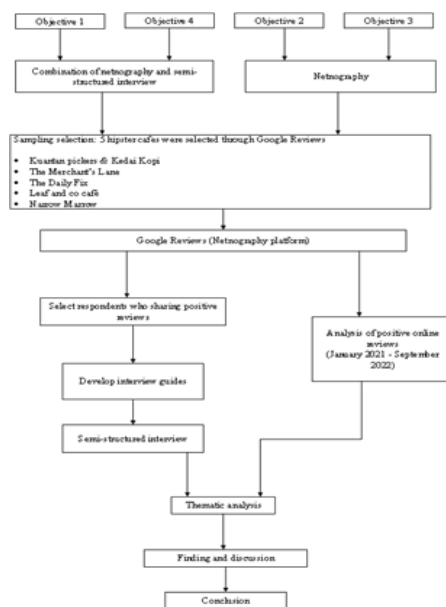 Objective 1
Objective 4
Objective 2
Objective 3
Combination of netnography and semi-
structured interview
Netnography
Sampling selection: 5 hipster cafes were selected through Google Reviews
• Kuantan pickers & Kedai Kopi
• The Merchant's Lane
• The Daily Fix
• Leaf and co café
• Narrow Marrow
Google Reviews (Netnography platform)
Select respondents who sharing positive
reviews
Analysis of positive online
reviews
(January 2021 - September
2022)
Develop interview guides
Semi-structured interview
Thematic analysis
Finding and discussion
Conclusion